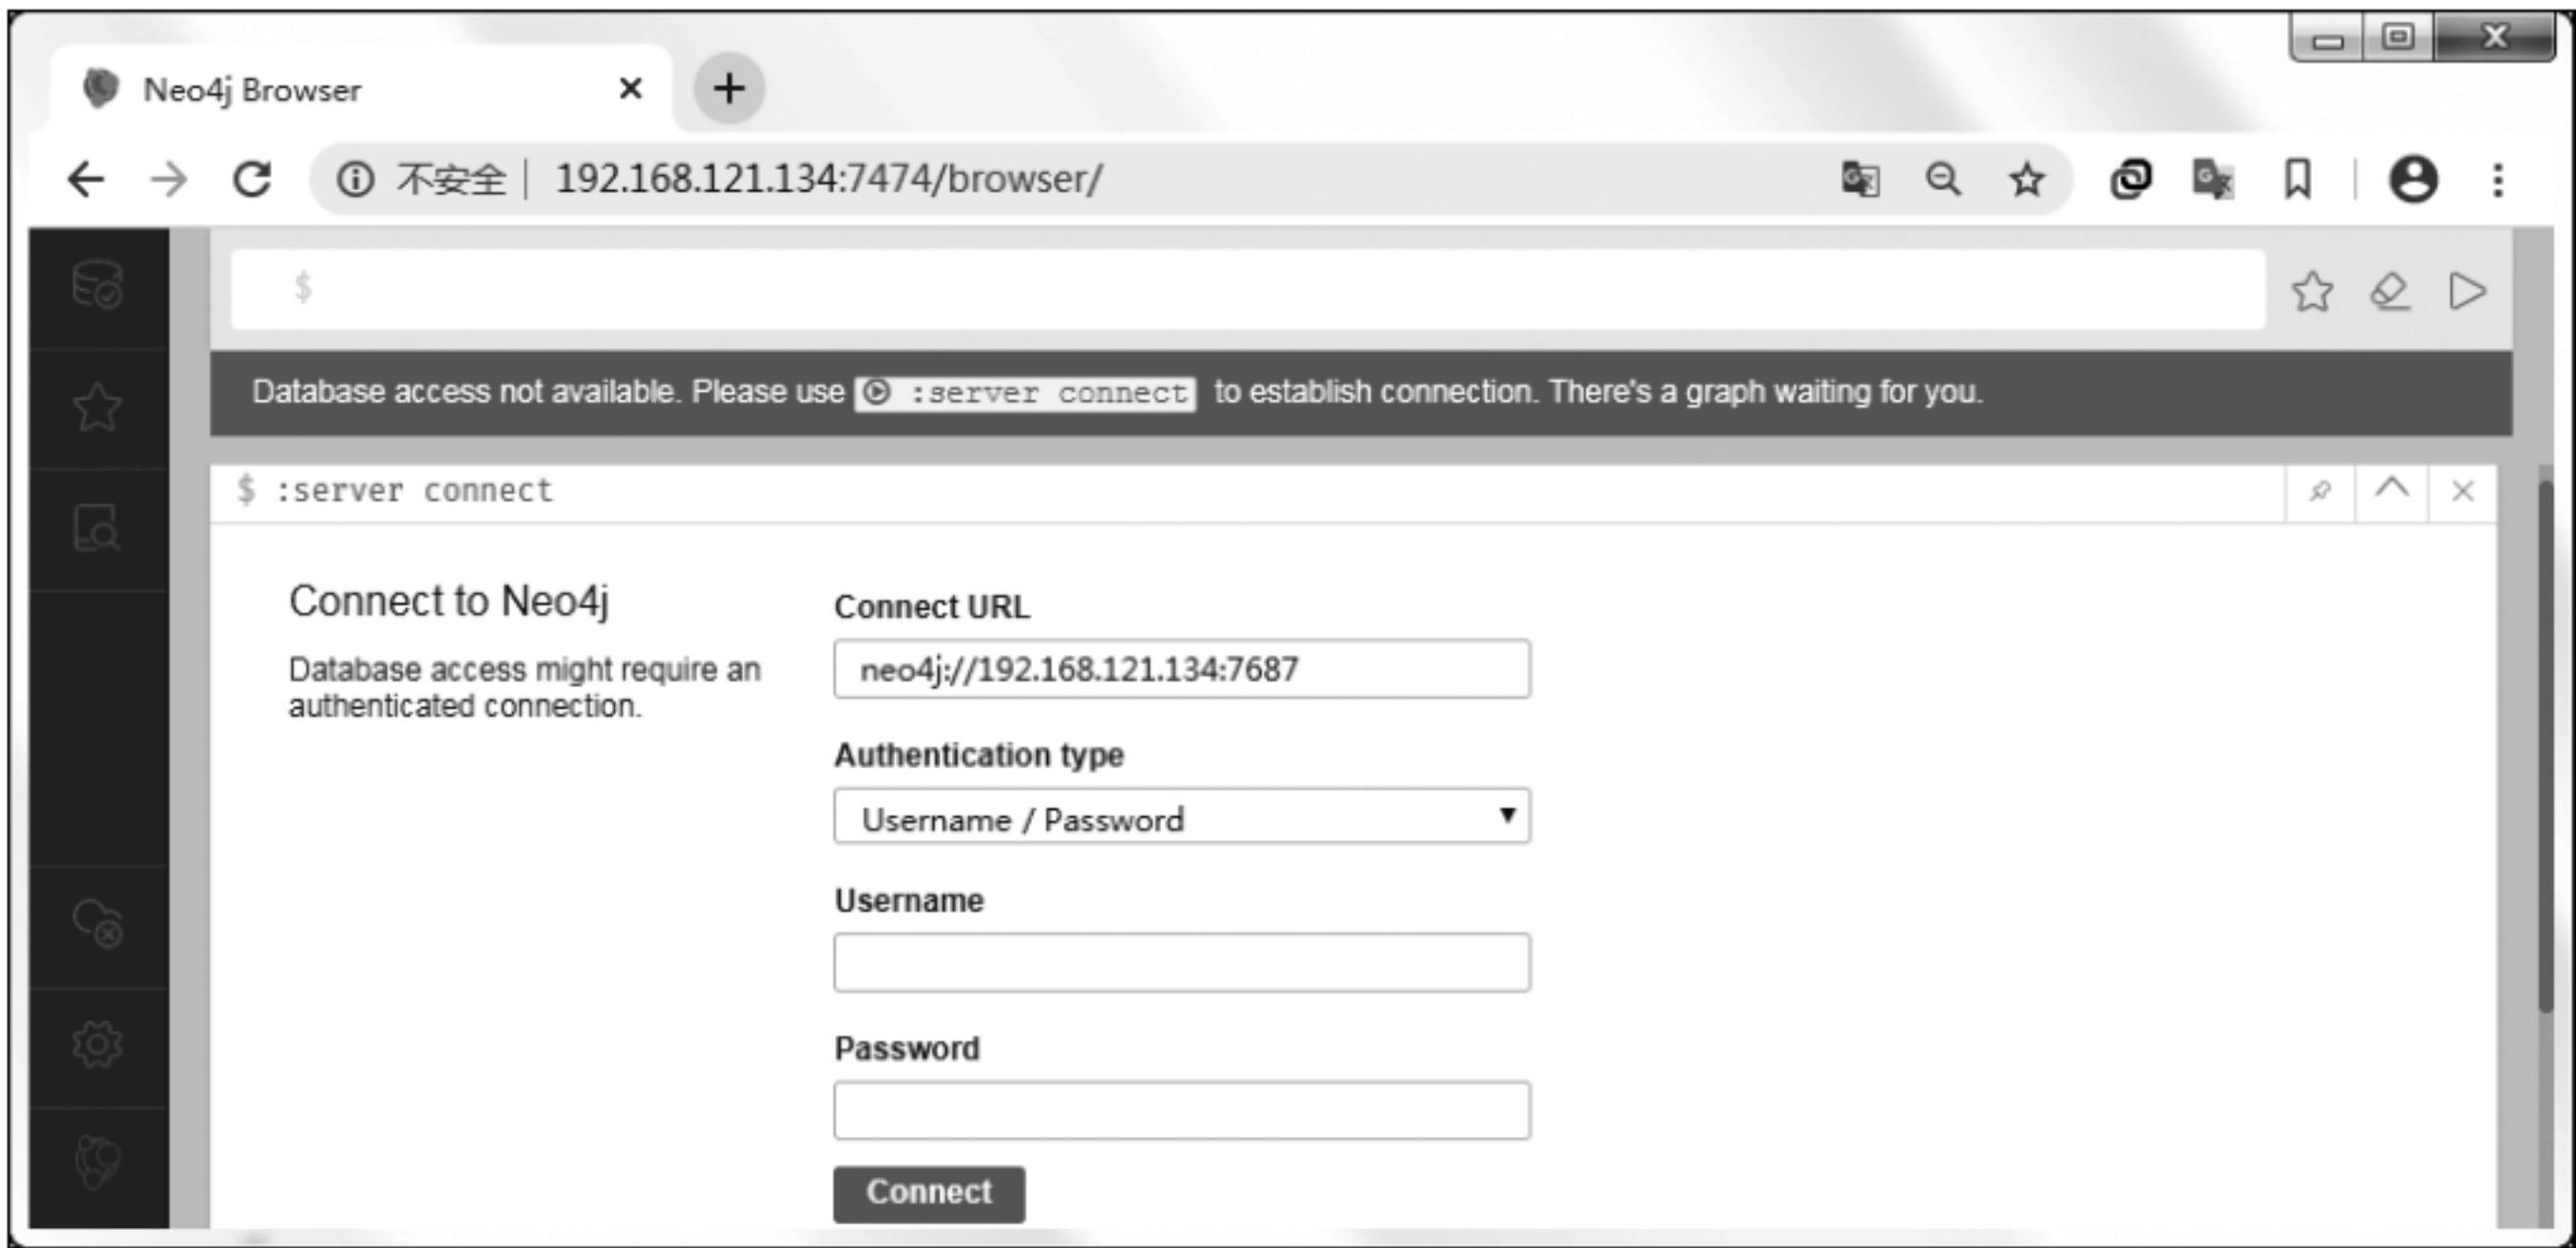 Neo4j Browser
不安全 192.168.121.134:7474/browser/
$
Database access not available. Please use :server connect to establish connection. There's a graph waiting for you.
$ :server connect
Connect to Neo4j
Database access might require an
authenticated connection.
Connect URL
neo4j://192.168.121.134:7687
Authentication type
Username / Password
Username
Password
Connect